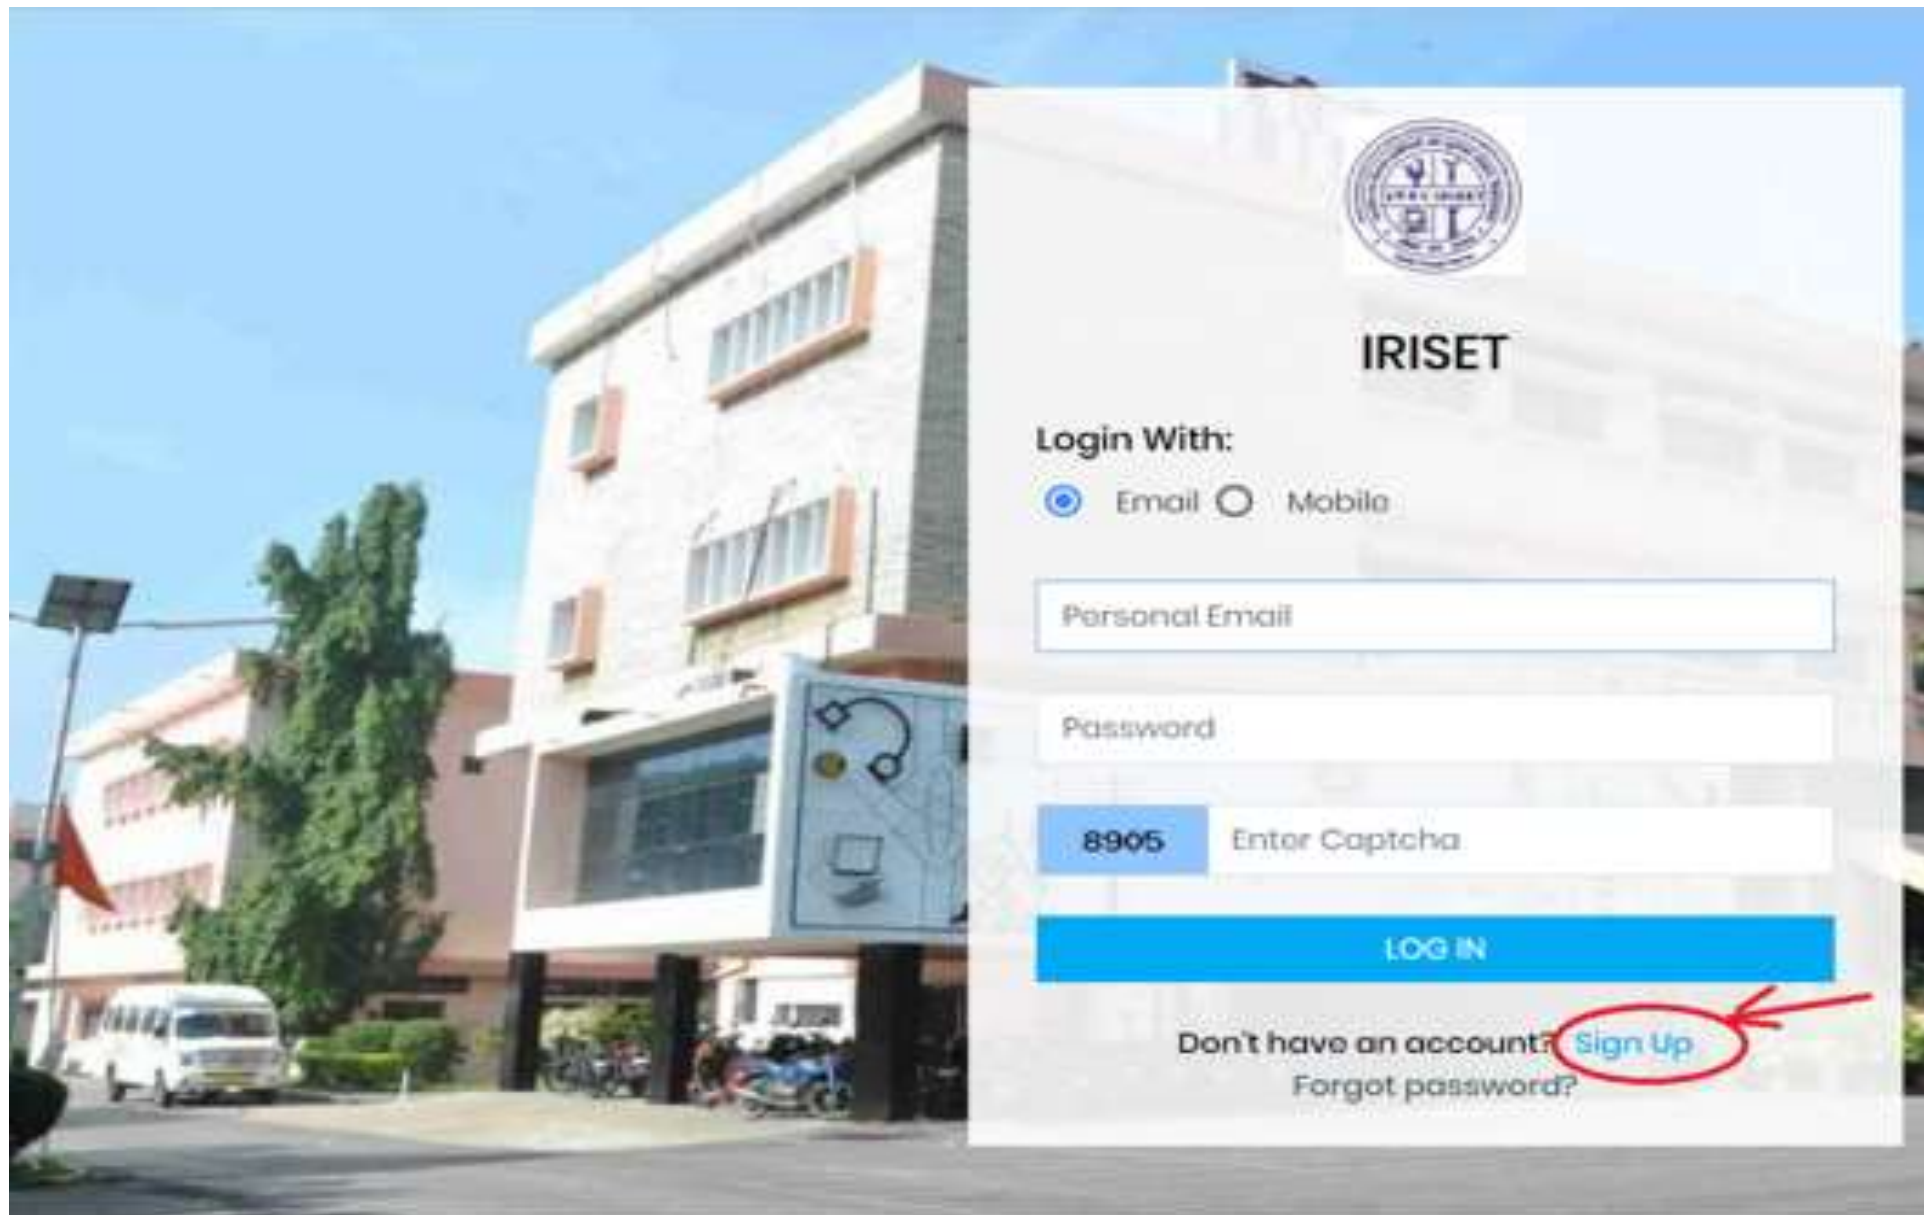 IRISET
Login With:
Email Mobile
Personal Email
Password
8905 Enter Captcha
LOG IN
Don't have an account? Sign Up
Forgot password?